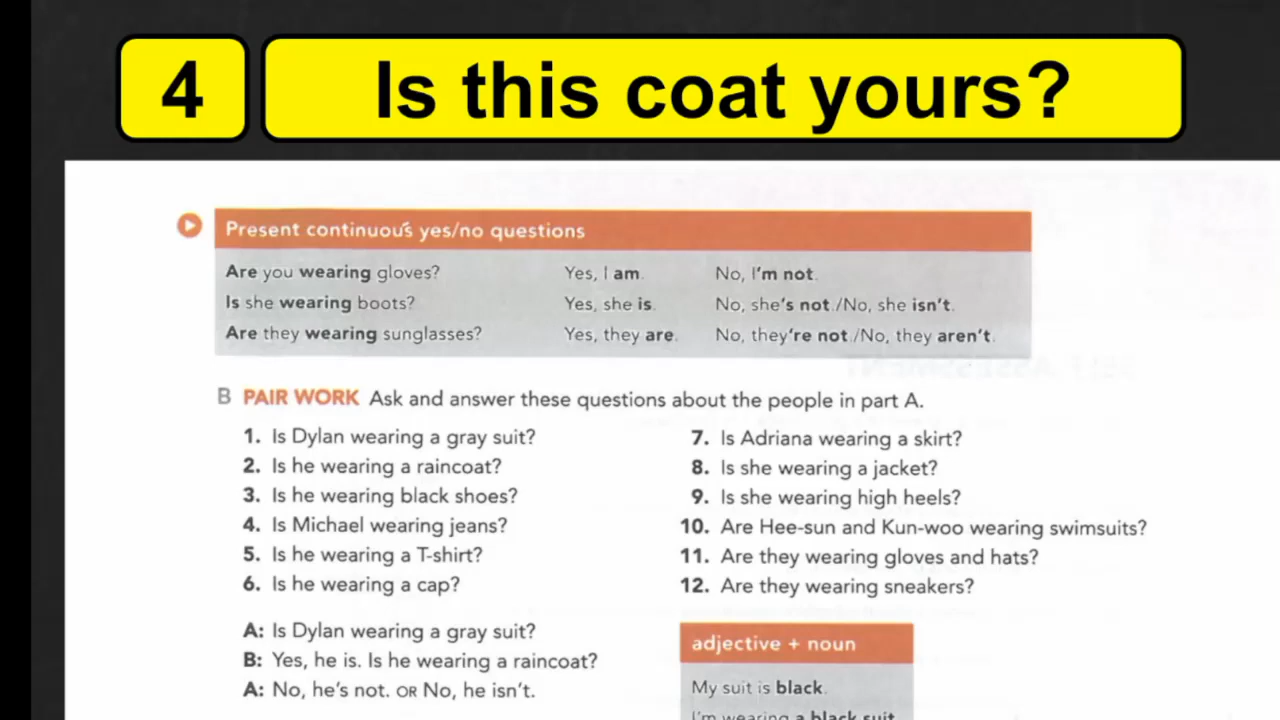 4 Is this coat yours?
Present continuous yes/no questions
Are you wearing gloves? Yes, I am. No, I'm not.
Is she wearing boots? Yes, she is. No, she's not./No, she isn't.
Are they wearing sunglasses? Yes, they are. No, they're not./No, they aren't.
B PAIR WORK Ask and answer these questions about the people in part A.
1. Is Dylan wearing a gray suit?
2. Is he wearing a raincoat?
3. Is he wearing black shoes?
4. Is Michael wearing jeans?
5. Is he wearing a T-shirt?
6. Is he wearing a cap?
7. Is Adriana wearing a skirt?
8. Is she wearing a jacket?
9. Is she wearing high heels?
10. Are Hee-sun and Kun-woo wearing swimsuits?
11. Are they wearing gloves and hats?
12. Are they wearing sneakers?
A: Is Dylan wearing a gray suit?
B: Yes, he is. Is he wearing a raincoat?
A: No, he's not. OR No, he isn't.
adjective + noun
My suit is black.
I'm wearing a black suit